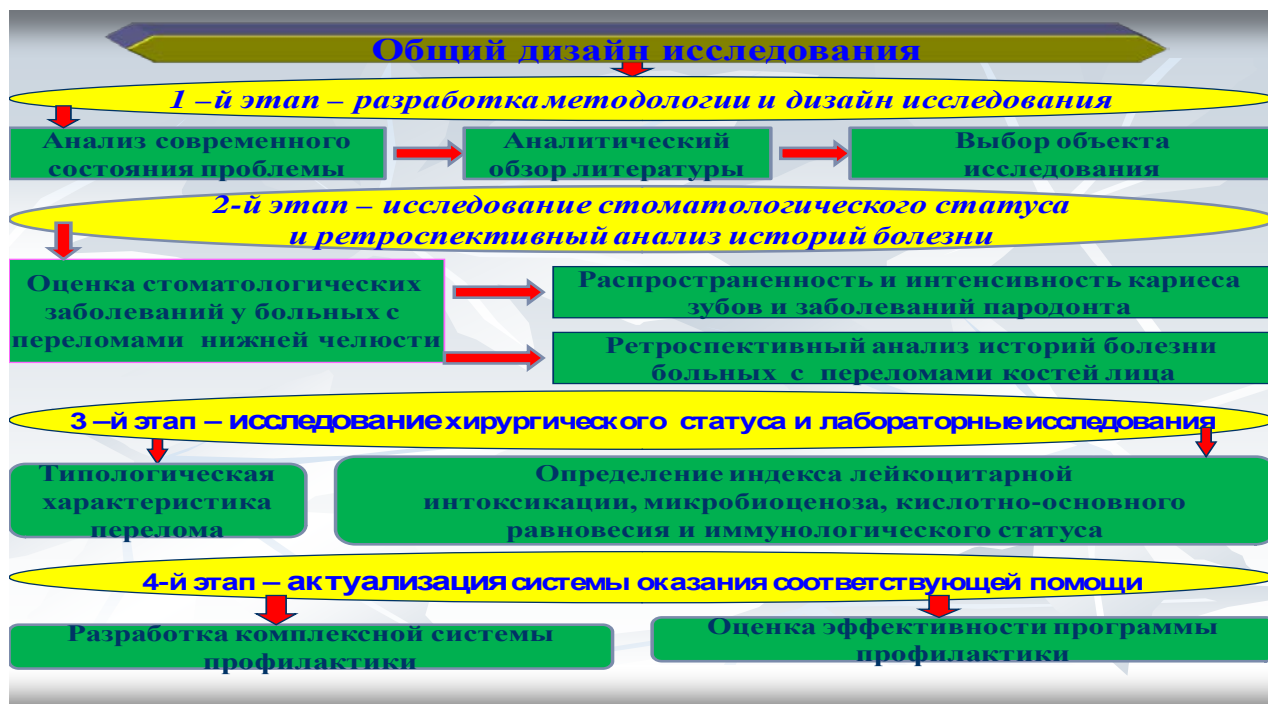 Общий дизайн исследования
1 –й этап – разработка методологии и дизайн исследования
Анализ современного
состояния проблемы
Аналитический
обзор литературы
Выбор объекта
исследования
2-й этап – исследование стоматологического статуса
и ретроспективный анализ историй болезни
Оценка стоматологических
заболеваний у больных с
переломами нижней челюсти
Распространенность и интенсивность кариеса
зубов и заболеваний пародонта
Ретроспективный анализ историй болезни
больных с переломами костей лица
3 –й этап – исследование хирургического статуса и лабораторные исследования
Типологическая
характеристика
перелома
Определение индекса лейкоцитарной
интоксикации, микробиоценоза, кислотно-основного
равновесия и иммунологического статуса
4-й этап – актуализация системы оказания соответствующей помощи
Разработка комплексной системы
профилактики
Оценка эффективности программы
профилактики